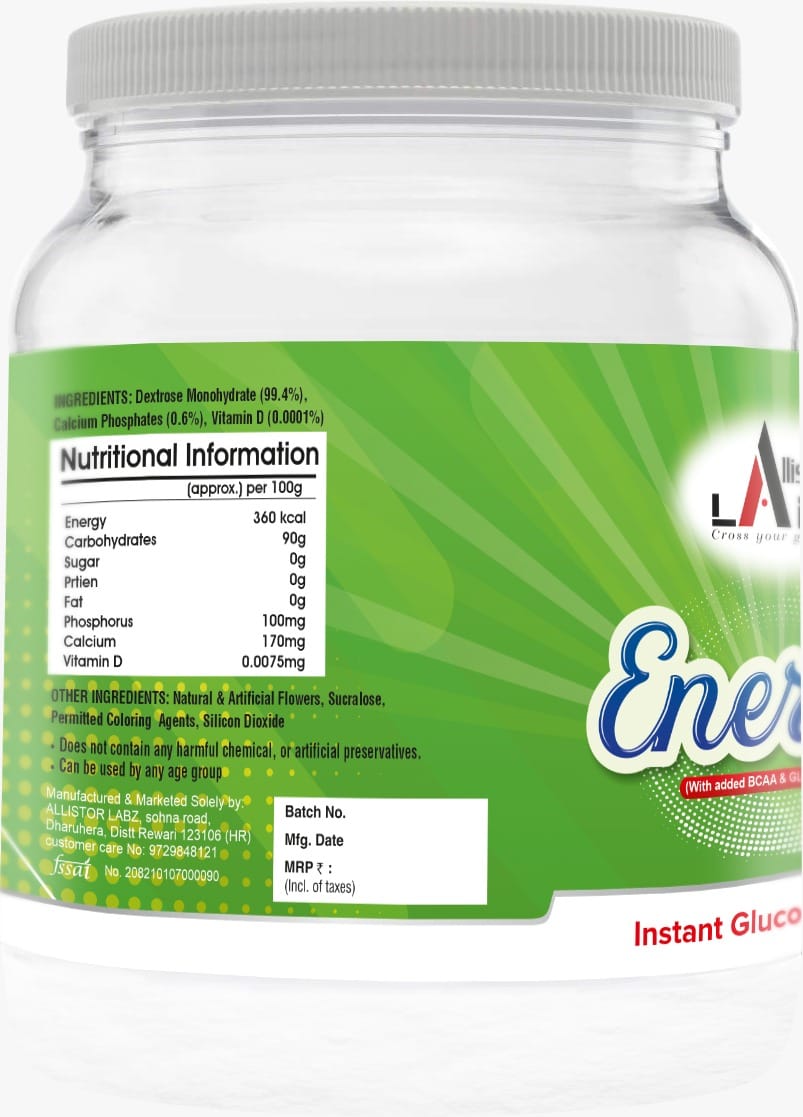 INGREDIENTS: Dextrose Monohydrate (99.4%),
Calcium Phosphates (0.6%), Vitamin D (0.0001%)
Nutritional Information
(approx.) per 100g
Energy 360 kcal
Carbohydrates 90g
Sugar 0g
Prtien 0g
Fat 0g
Phosphorus 100mg
Calcium 170mg
Vitamin D 0.0075mg
OTHER INGREDIENTS: Natural & Artificial Flowers, Sucralose,
Permitted Coloring Agents, Silicon Dioxide
• Does not contain any harmful chemical, or artificial preservatives.
• Can be used by any age group
Manufactured & Marketed Solely by:
ALLISTOR LABZ, sohna road,
Dharuhera, Distt Rewari 123106 (HR)
customer care No: 9729848121
fssai No. 208210107000090
Batch No.
Mfg. Date
MRP ₹ :
(Incl. of taxes)
Allis
LA
Cross your g
Ener
(With added BCAA & GL
Instant Gluco